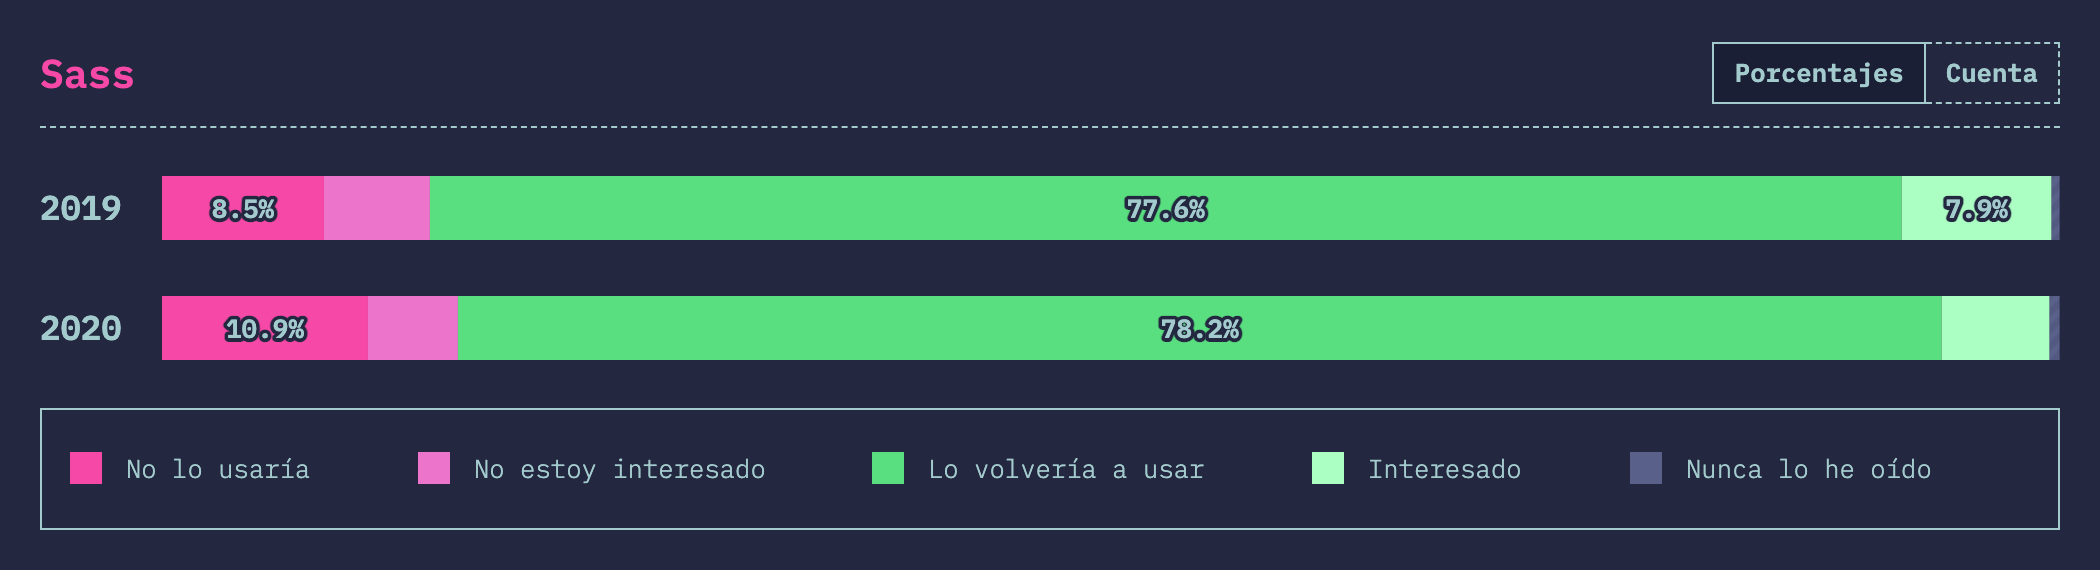 Sass
Porcentajes Cuenta
2019 8.5% 77.6% 7.9%
2020 10.9% 78.2%
No lo usaría No estoy interesado Lo volvería a usar Interesado Nunca lo he oído